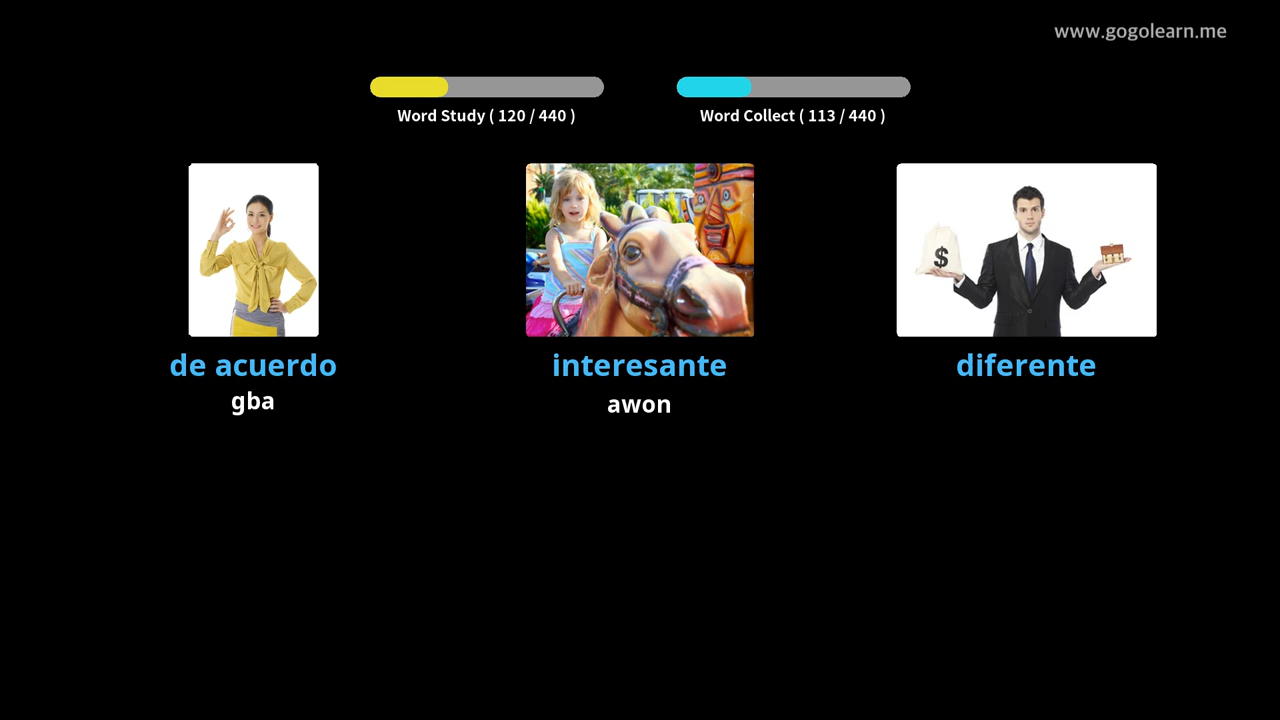 www.gogolearn.me
Word Study ( 120 / 440 )
Word Collect ( 113 / 440 )
$
de acuerdo
gba
interesante
awon
diferente